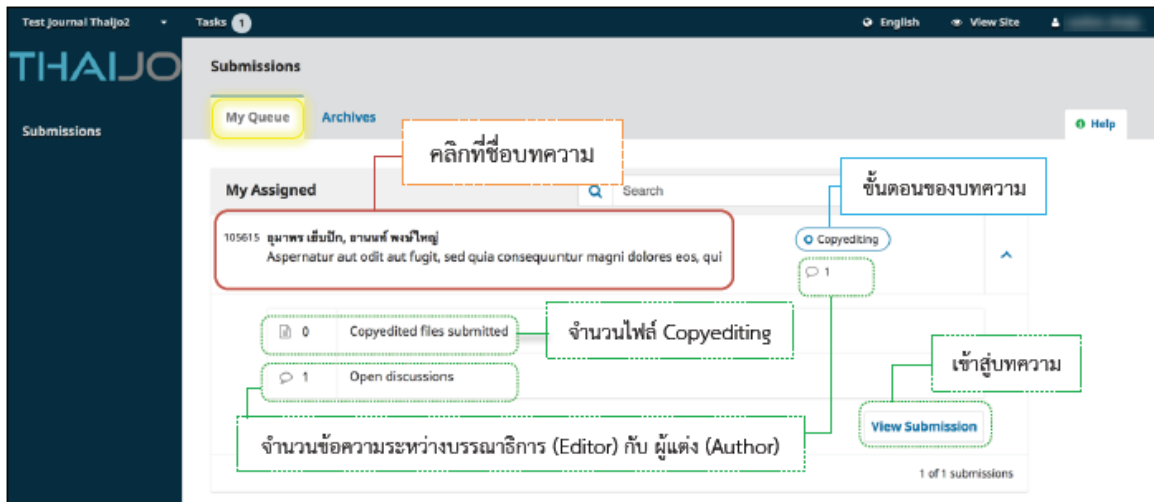 Test Journal ThaiJo2 Tasks 1 English View Site
THAIJO
Submissions
Submissions
My Queue Archives
Help
คลิกที่ชื่อบทความ
ขั้นตอนของบทความ
My Assigned Search
105615 อุมาพร เย็บปัก, อานนท์ พงษ์ใหญ่ Copyediting
Aspernatur aut odit aut fugit, sed quia consequuntur magni dolores eos, qui
1
0 Copyedited files submitted
จำนวนไฟล์ Copyediting
1 Open discussions
เข้าสู่บทความ
View Submission
จำนวนข้อความระหว่างบรรณาธิการ (Editor) กับ ผู้แต่ง (Author)
1 of 1 submissions